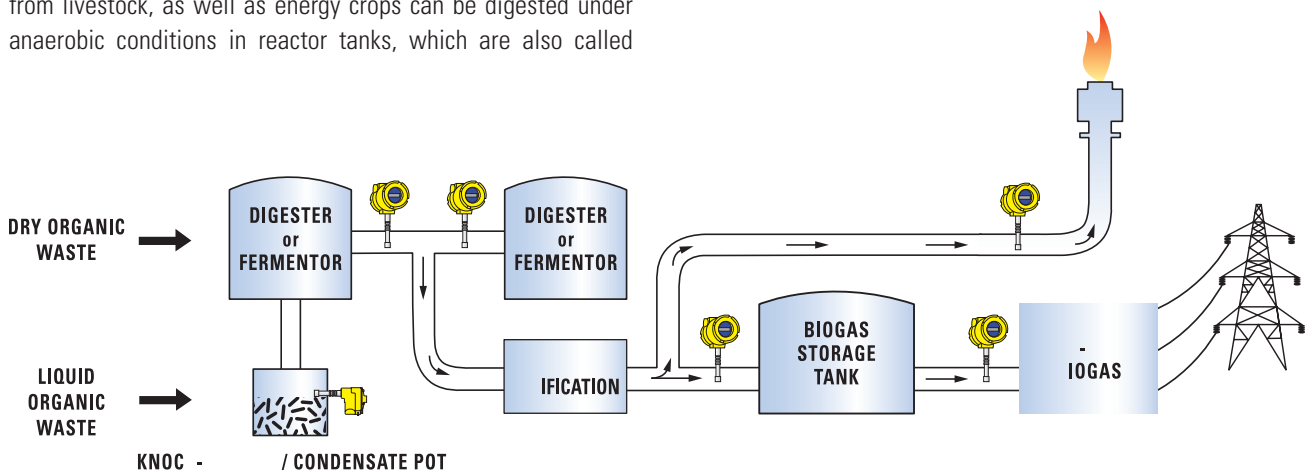 from livestock, as well as energy crops can be digested under
anaerobic conditions in reactor tanks, which are also called
DRY ORGANIC
WASTE
DIGESTER
or
FERMENTOR
DIGESTER
or
FERMENTOR
LIQUID
ORGANIC
WASTE
IFICATION
BIOGAS
STORAGE
TANK
-
IOGAS
KNOC - / CONDENSATE POT